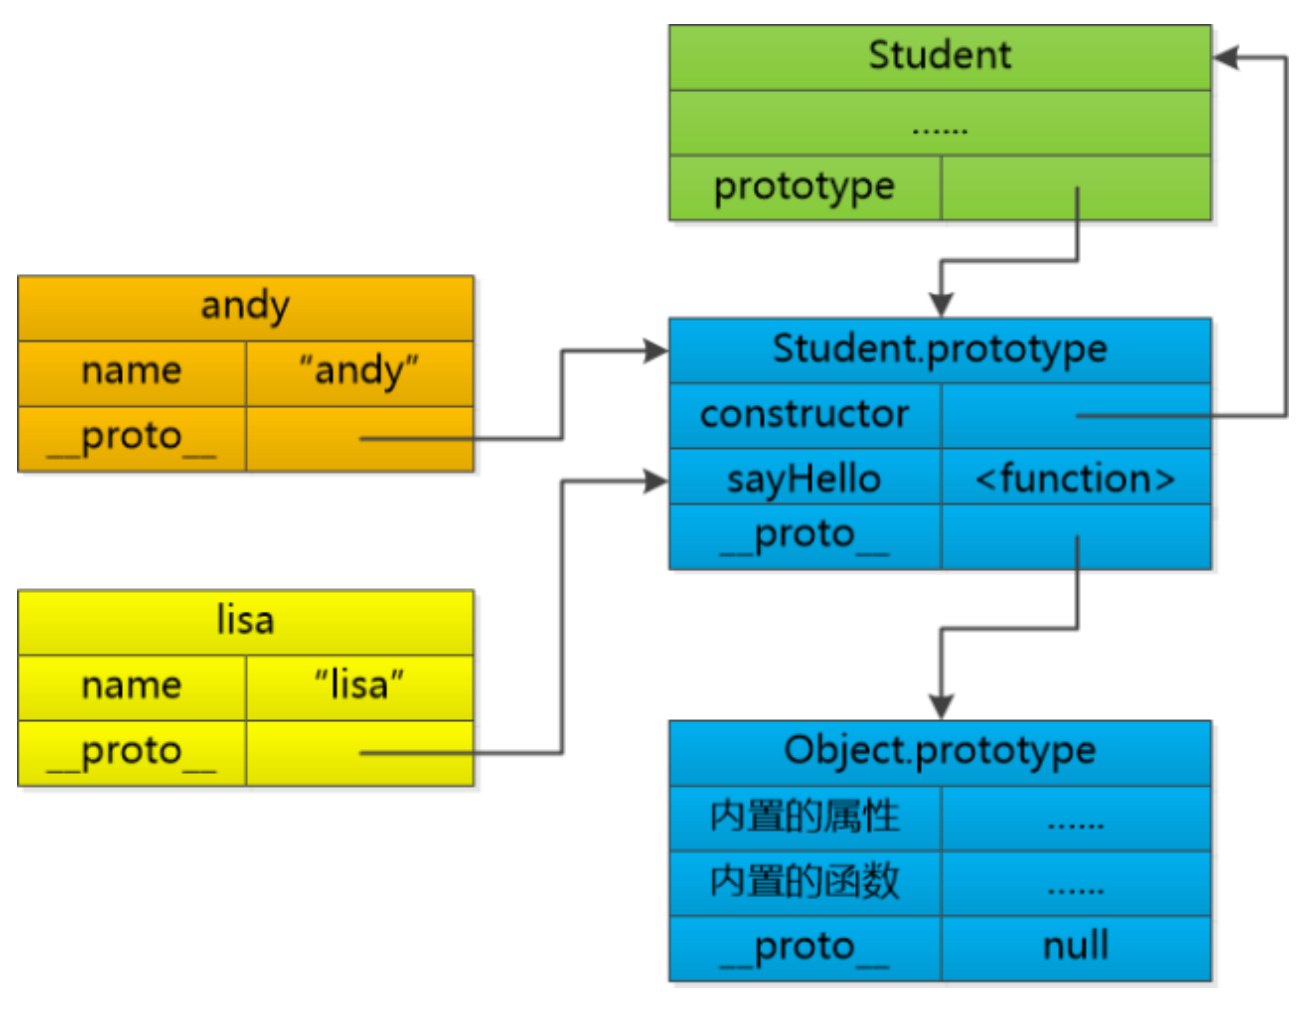 Student
......
prototype
andy
name "andy"
__proto__
Student.prototype
constructor
sayHello <function>
__proto__
lisa
name "lisa"
__proto__
Object.prototype
内置的属性 ......
内置的函数 ......
__proto__ null